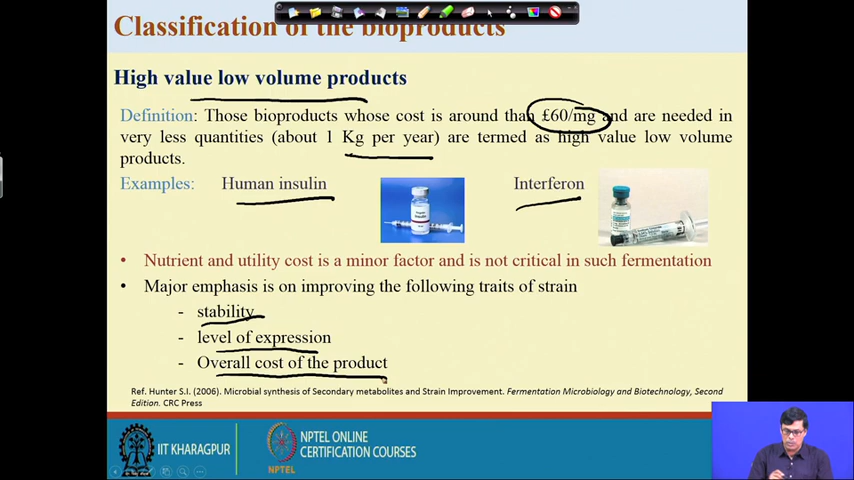 Classification of the bioproducts
High value low volume products
Definition: Those bioproducts whose cost is around than £60/mg and are needed in
very less quantities (about 1 Kg per year) are termed as high value low volume
products.
Examples: Human insulin Interferon
• Nutrient and utility cost is a minor factor and is not critical in such fermentation
• Major emphasis is on improving the following traits of strain
- stability
- level of expression
- Overall cost of the product
Ref. Hunter S.I. (2006). Microbial synthesis of Secondary metabolites and Strain Improvement. Fermentation Microbiology and Biotechnology, Second
Edition. CRC Press
IIT KHARAGPUR
NPTEL ONLINE
CERTIFICATION COURSES
NPTEL